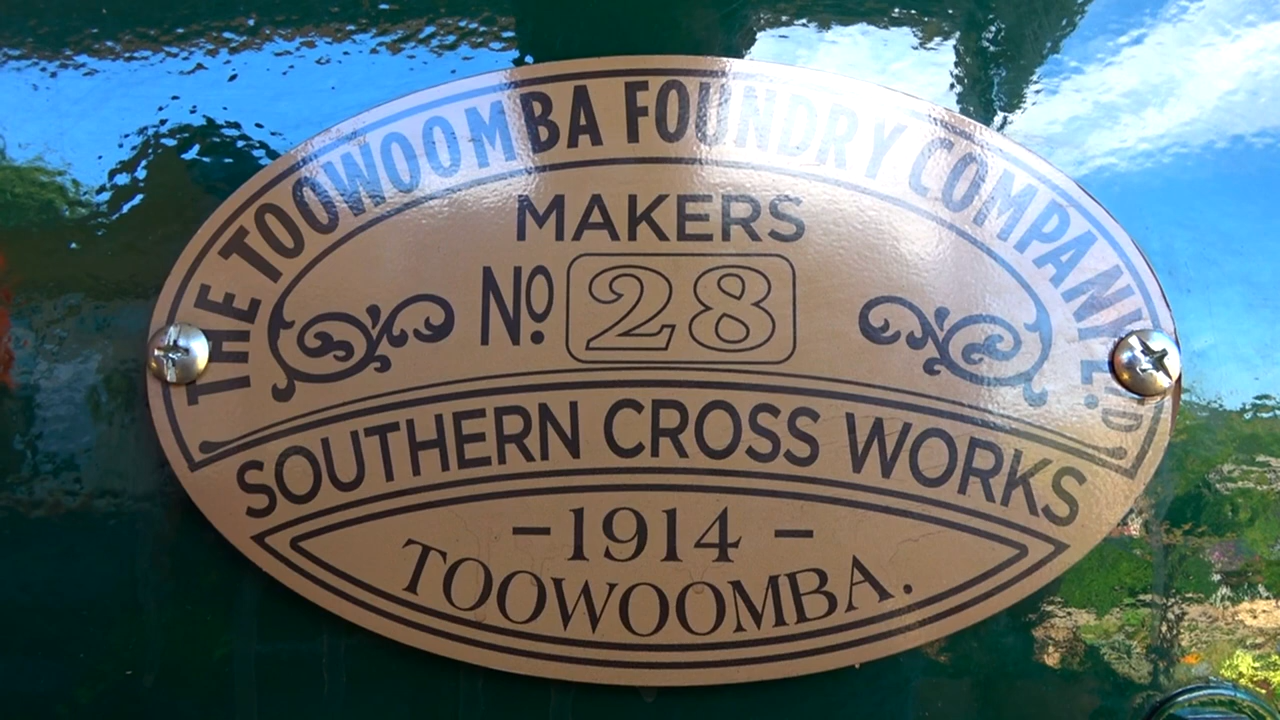 THE TOOWOOMBA FOUNDRY COMPANY LTD.
MAKERS
No. 28
SOUTHERN CROSS WORKS
-1914-
TOOWOOMBA.